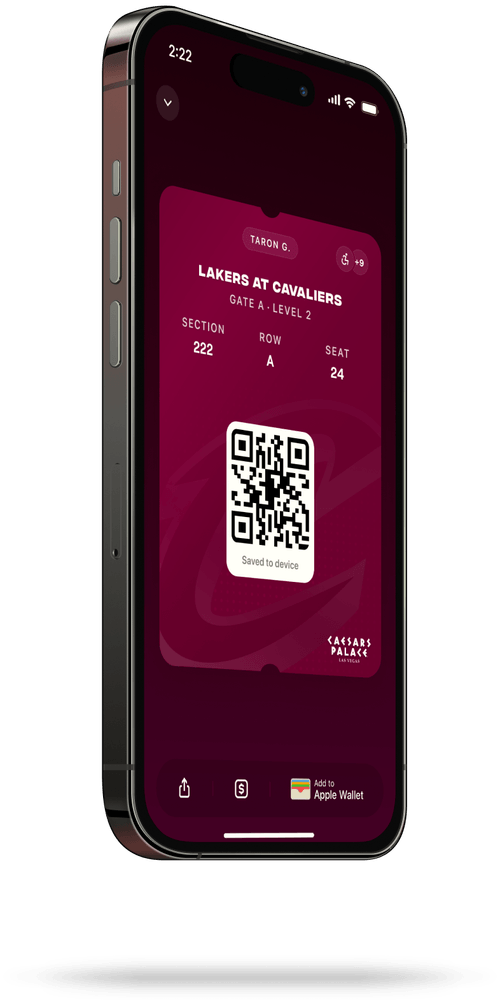 2:22
TARON G.
+9
LAKERS AT CAVALIERS
GATE A · LEVEL 2
SECTION ROW SEAT
222 A 24
Saved to device
CAESARS
PALACE
LAS VEGAS
Add to
Apple Wallet